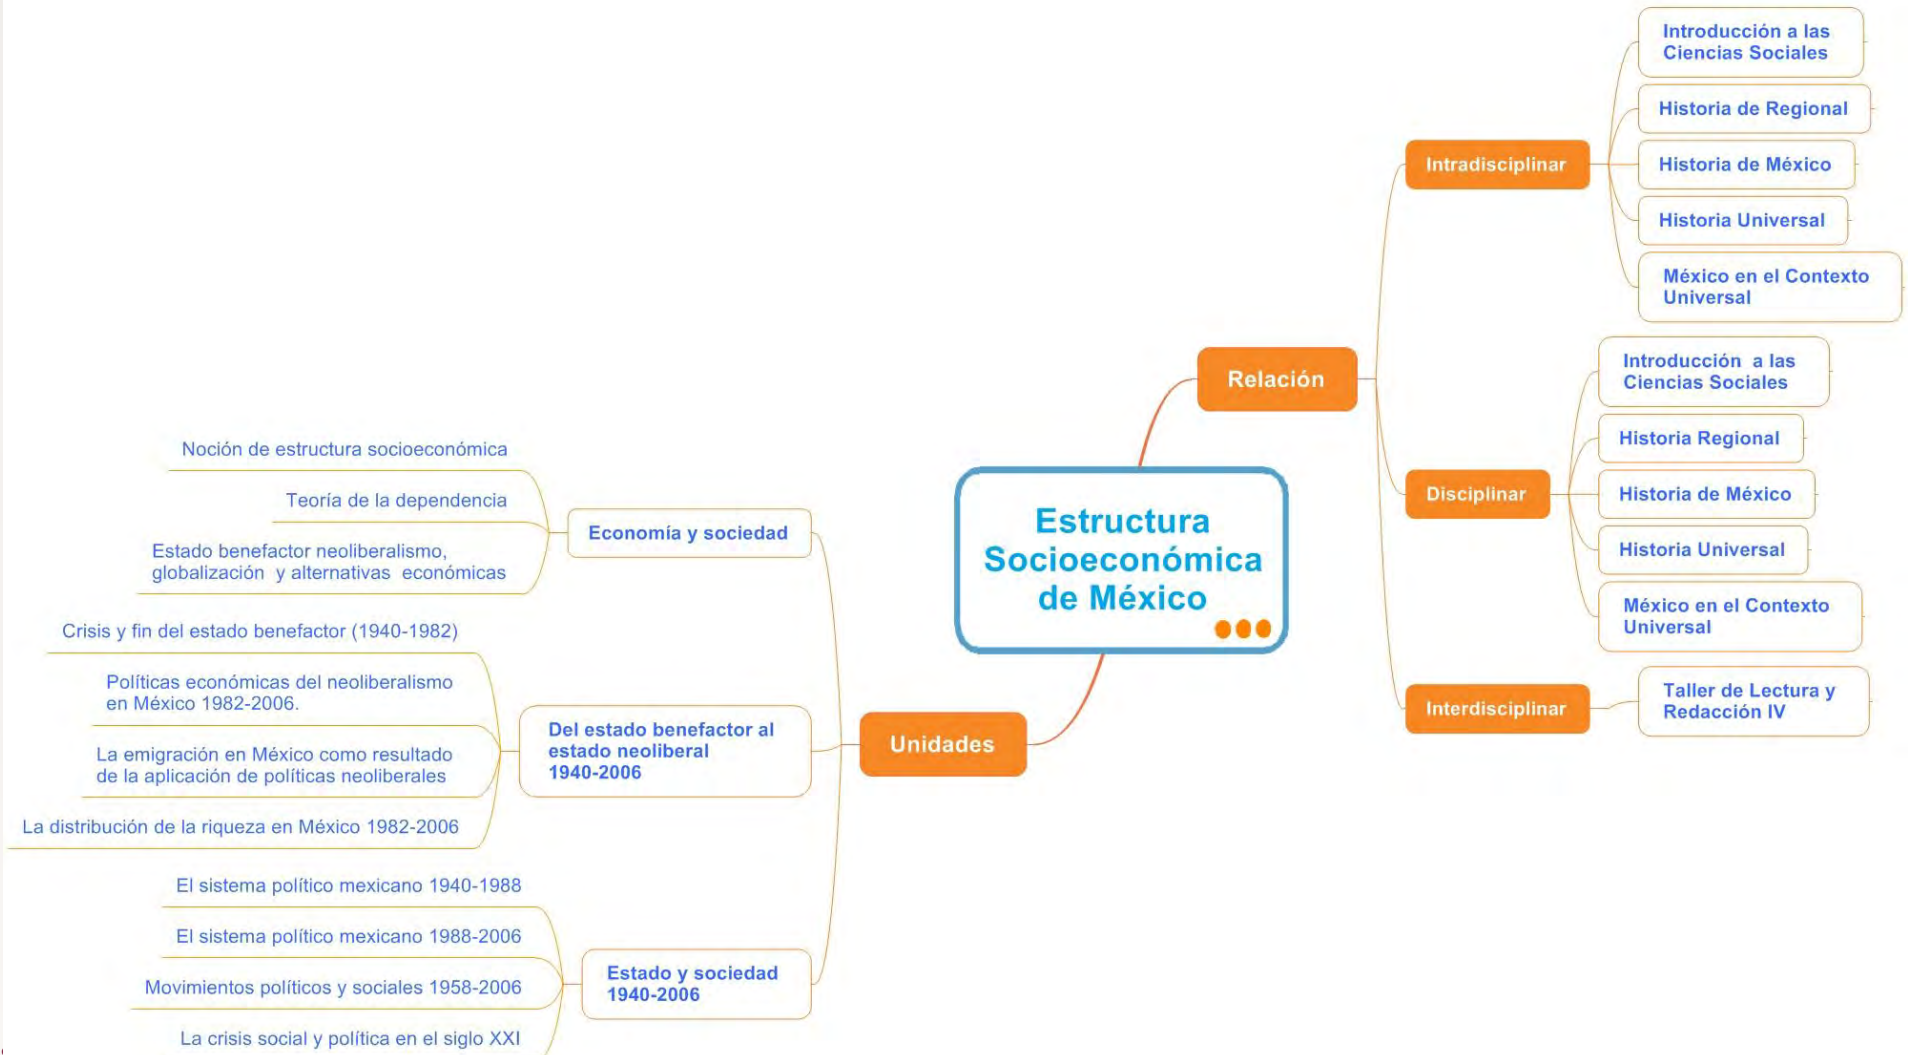 Estructura
Socioeconómica
de México
Relación
Intradisciplinar
Introducción a las
Ciencias Sociales
Historia de Regional
Historia de México
Historia Universal
México en el Contexto
Universal
Disciplinar
Introducción  a las
Ciencias Sociales
Historia Regional
Historia de México
Historia Universal
México en el Contexto
Universal
Interdisciplinar
Taller de Lectura y
Redacción IV
Unidades
Economía y sociedad
Noción de estructura socioeconómica
Teoría de la dependencia
Estado benefactor neoliberalismo,
globalización  y alternativas  económicas
Del estado benefactor al
estado neoliberal
1940-2006
Crisis y fin del estado benefactor (1940-1982)
Políticas económicas del neoliberalismo
en México 1982-2006.
La emigración en México como resultado
de la aplicación de políticas neoliberales
La distribución de la riqueza en México 1982-2006
Estado y sociedad
1940-2006
El sistema político mexicano 1940-1988
El sistema político mexicano 1988-2006
Movimientos políticos y sociales 1958-2006
La crisis social y política en el siglo XXI